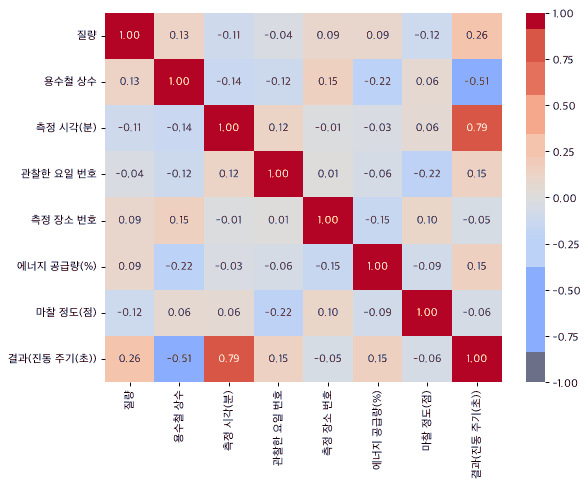 질량 1.00 0.13 -0.11 -0.04 0.09 0.09 -0.12 0.26
용수철 상수 0.13 1.00 -0.14 -0.12 0.15 -0.22 0.06 -0.51
측정 시각(분) -0.11 -0.14 1.00 0.12 -0.01 -0.03 0.06 0.79
관찰한 요일 번호 -0.04 -0.12 0.12 1.00 0.01 -0.06 -0.22 0.15
측정 장소 번호 0.09 0.15 -0.01 0.01 1.00 -0.15 0.10 -0.05
에너지 공급량(%) 0.09 -0.22 -0.03 -0.06 -0.15 1.00 -0.09 0.15
마찰 정도(점) -0.12 0.06 0.06 -0.22 0.10 -0.09 1.00 -0.06
결과(진동 주기(초)) 0.26 -0.51 0.79 0.15 -0.05 0.15 -0.06 1.00
질량
용수철 상수
측정 시각(분)
관찰한 요일 번호
측정 장소 번호
에너지 공급량(%)
마찰 정도(점)
결과(진동 주기(초))
1.00
0.75
0.50
0.25
0.00
-0.25
-0.50
-0.75
-1.00